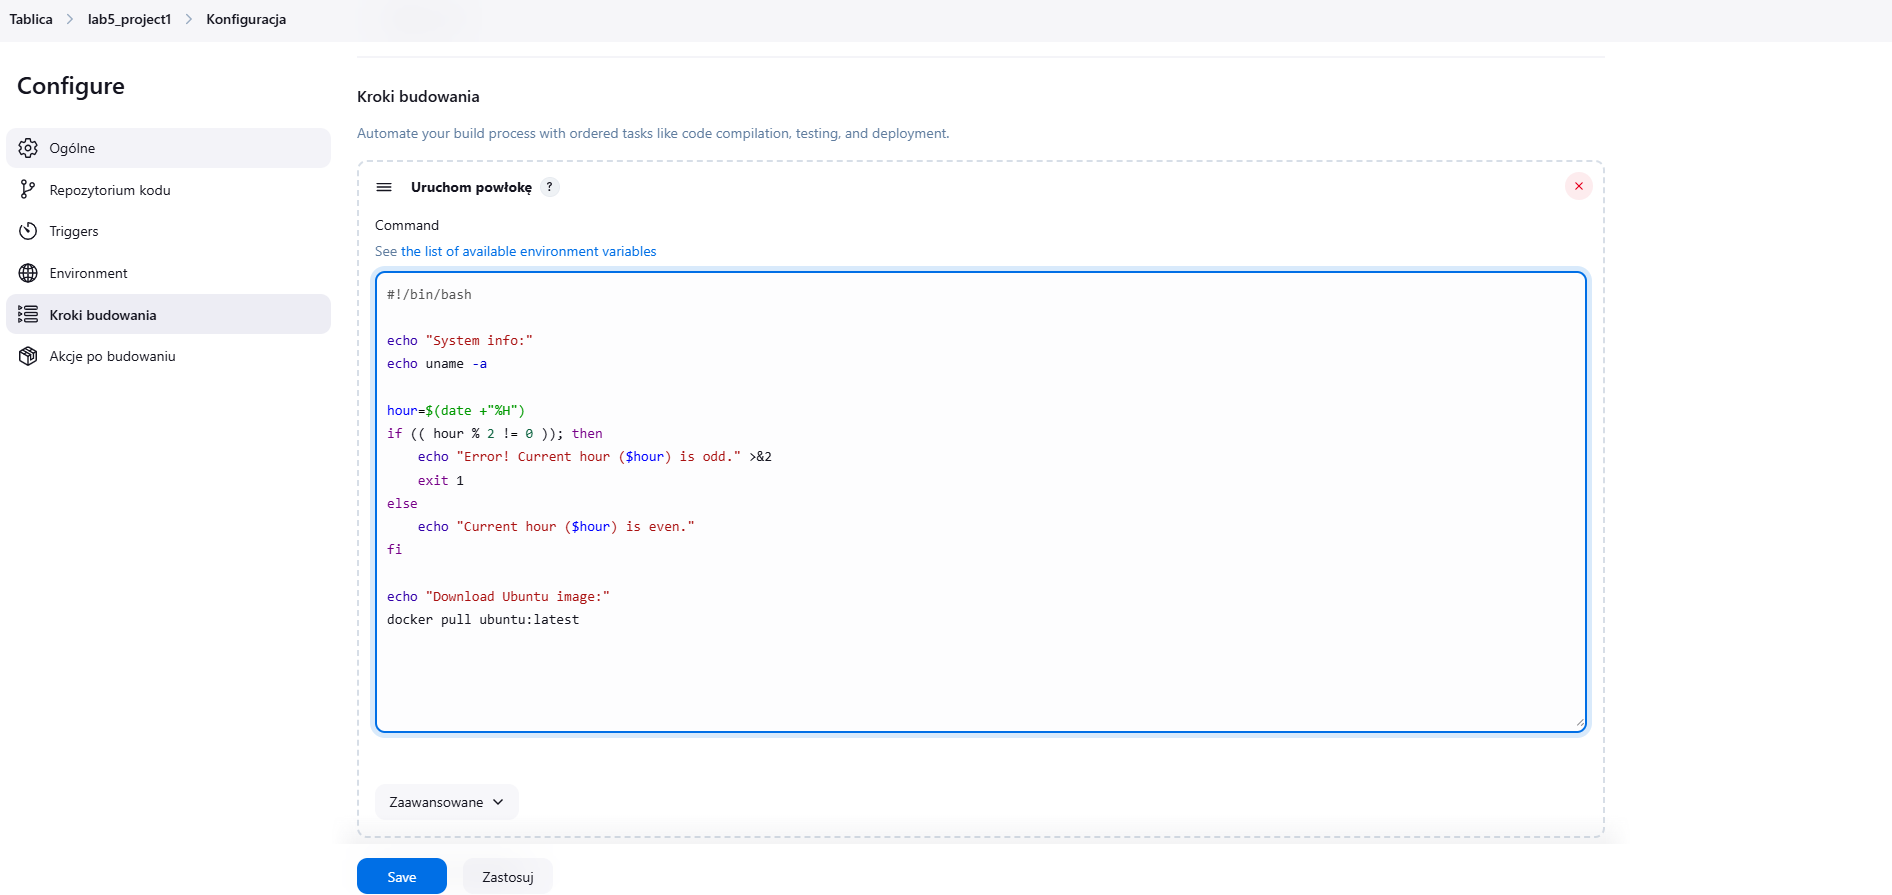 Tablica > lab5_project1 > Konfiguracja
Configure
Ogólne
Repozytorium kodu
Triggers
Environment
Kroki budowania
Akcje po budowaniu
Kroki budowania
Automate your build process with ordered tasks like code compilation, testing, and deployment.
Uruchom powłokę ?
Command
See the list of available environment variables
#!/bin/bash
echo "System info:"
echo uname -a
hour=$(date +"%H")
if (( hour % 2 != 0 )); then
    echo "Error! Current hour ($hour) is odd." >&2
    exit 1
else
    echo "Current hour ($hour) is even."
fi
echo "Download Ubuntu image:"
docker pull ubuntu:latest
Zaawansowane
Save
Zastosuj